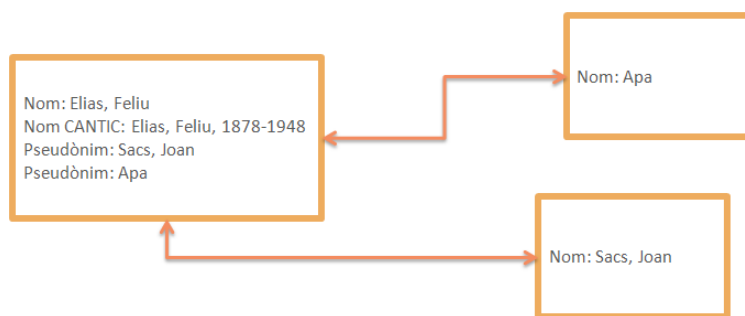 Nom: Elias, Feliu
Nom CANTIC: Elias, Feliu, 1878-1948
Pseudònim: Sacs, Joan
Pseudònim: Apa
Nom: Apa
Nom: Sacs, Joan